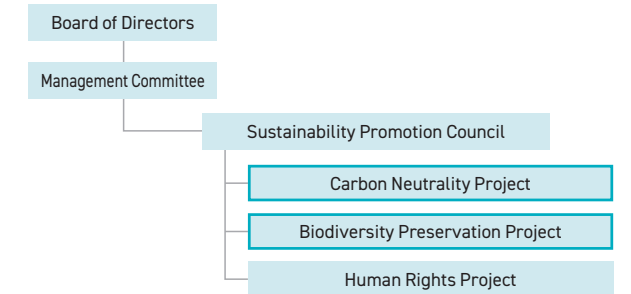 Board of Directors
Management Committee
Sustainability Promotion Council
Carbon Neutrality Project
Biodiversity Preservation Project
Human Rights Project